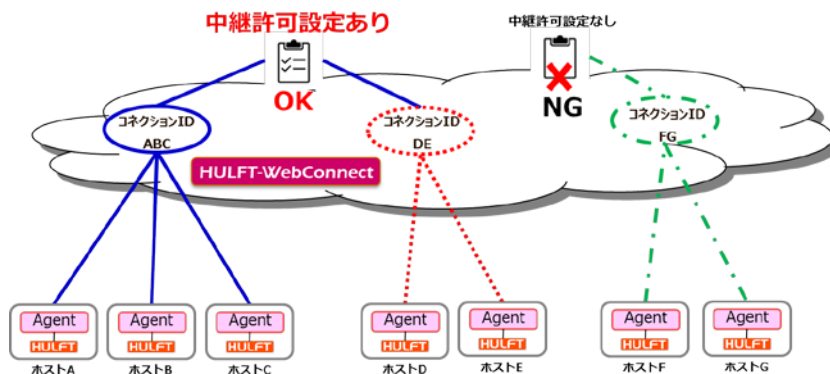 中継許可設定あり
中継許可設定なし
OK
NG
コネクションID
ABC
コネクションID
DE
コネクションID
FG
HULFT-WebConnect
Agent
HULFT
ホストA
Agent
HULFT
ホストB
Agent
HULFT
ホストC
Agent
HULFT
ホストD
Agent
HULFT
ホストE
Agent
HULFT
ホストF
Agent
HULFT
ホストG